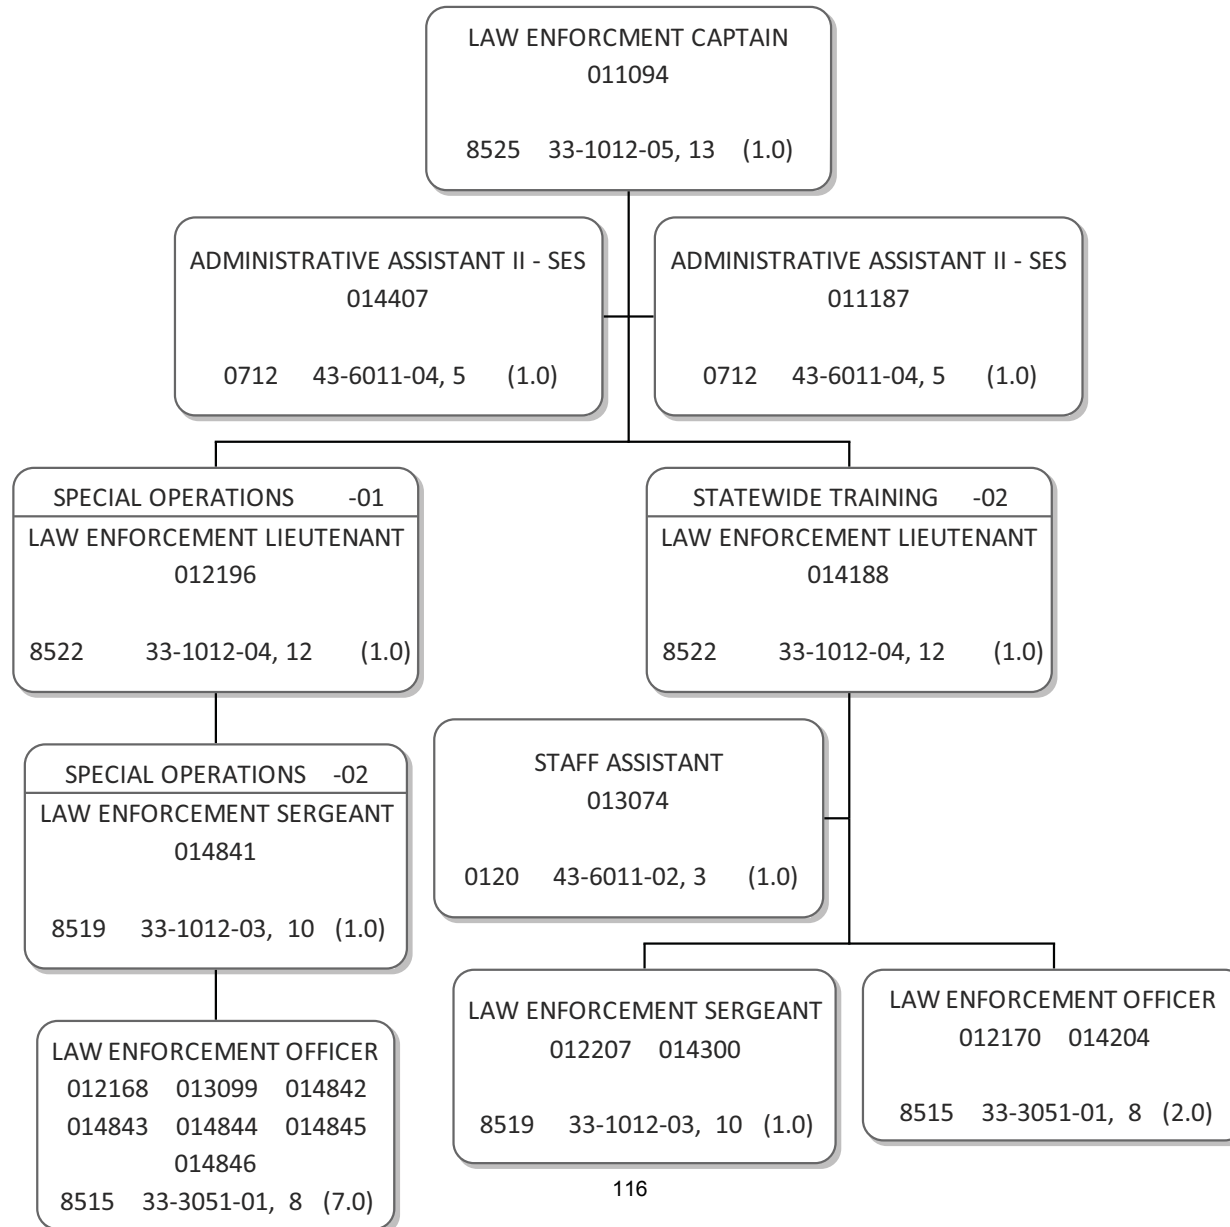 LAW ENFORCMENT CAPTAIN
011094
8525 33-1012-05, 13 (1.0)
ADMINISTRATIVE ASSISTANT II - SES
014407
0712 43-6011-04, 5 (1.0)
ADMINISTRATIVE ASSISTANT II - SES
011187
0712 43-6011-04, 5 (1.0)
SPECIAL OPERATIONS -01
LAW ENFORCEMENT LIEUTENANT
012196
8522 33-1012-04, 12 (1.0)
STATEWIDE TRAINING -02
LAW ENFORCEMENT LIEUTENANT
014188
8522 33-1012-04, 12 (1.0)
SPECIAL OPERATIONS -02
LAW ENFORCEMENT SERGEANT
014841
8519 33-1012-03, 10 (1.0)
STAFF ASSISTANT
013074
0120 43-6011-02, 3 (1.0)
LAW ENFORCEMENT OFFICER
012168 013099 014842
014843 014844 014845
014846
8515 33-3051-01, 8 (7.0)
LAW ENFORCEMENT SERGEANT
012207 014300
8519 33-1012-03, 10 (1.0)
LAW ENFORCEMENT OFFICER
012170 014204
8515 33-3051-01, 8 (2.0)
116